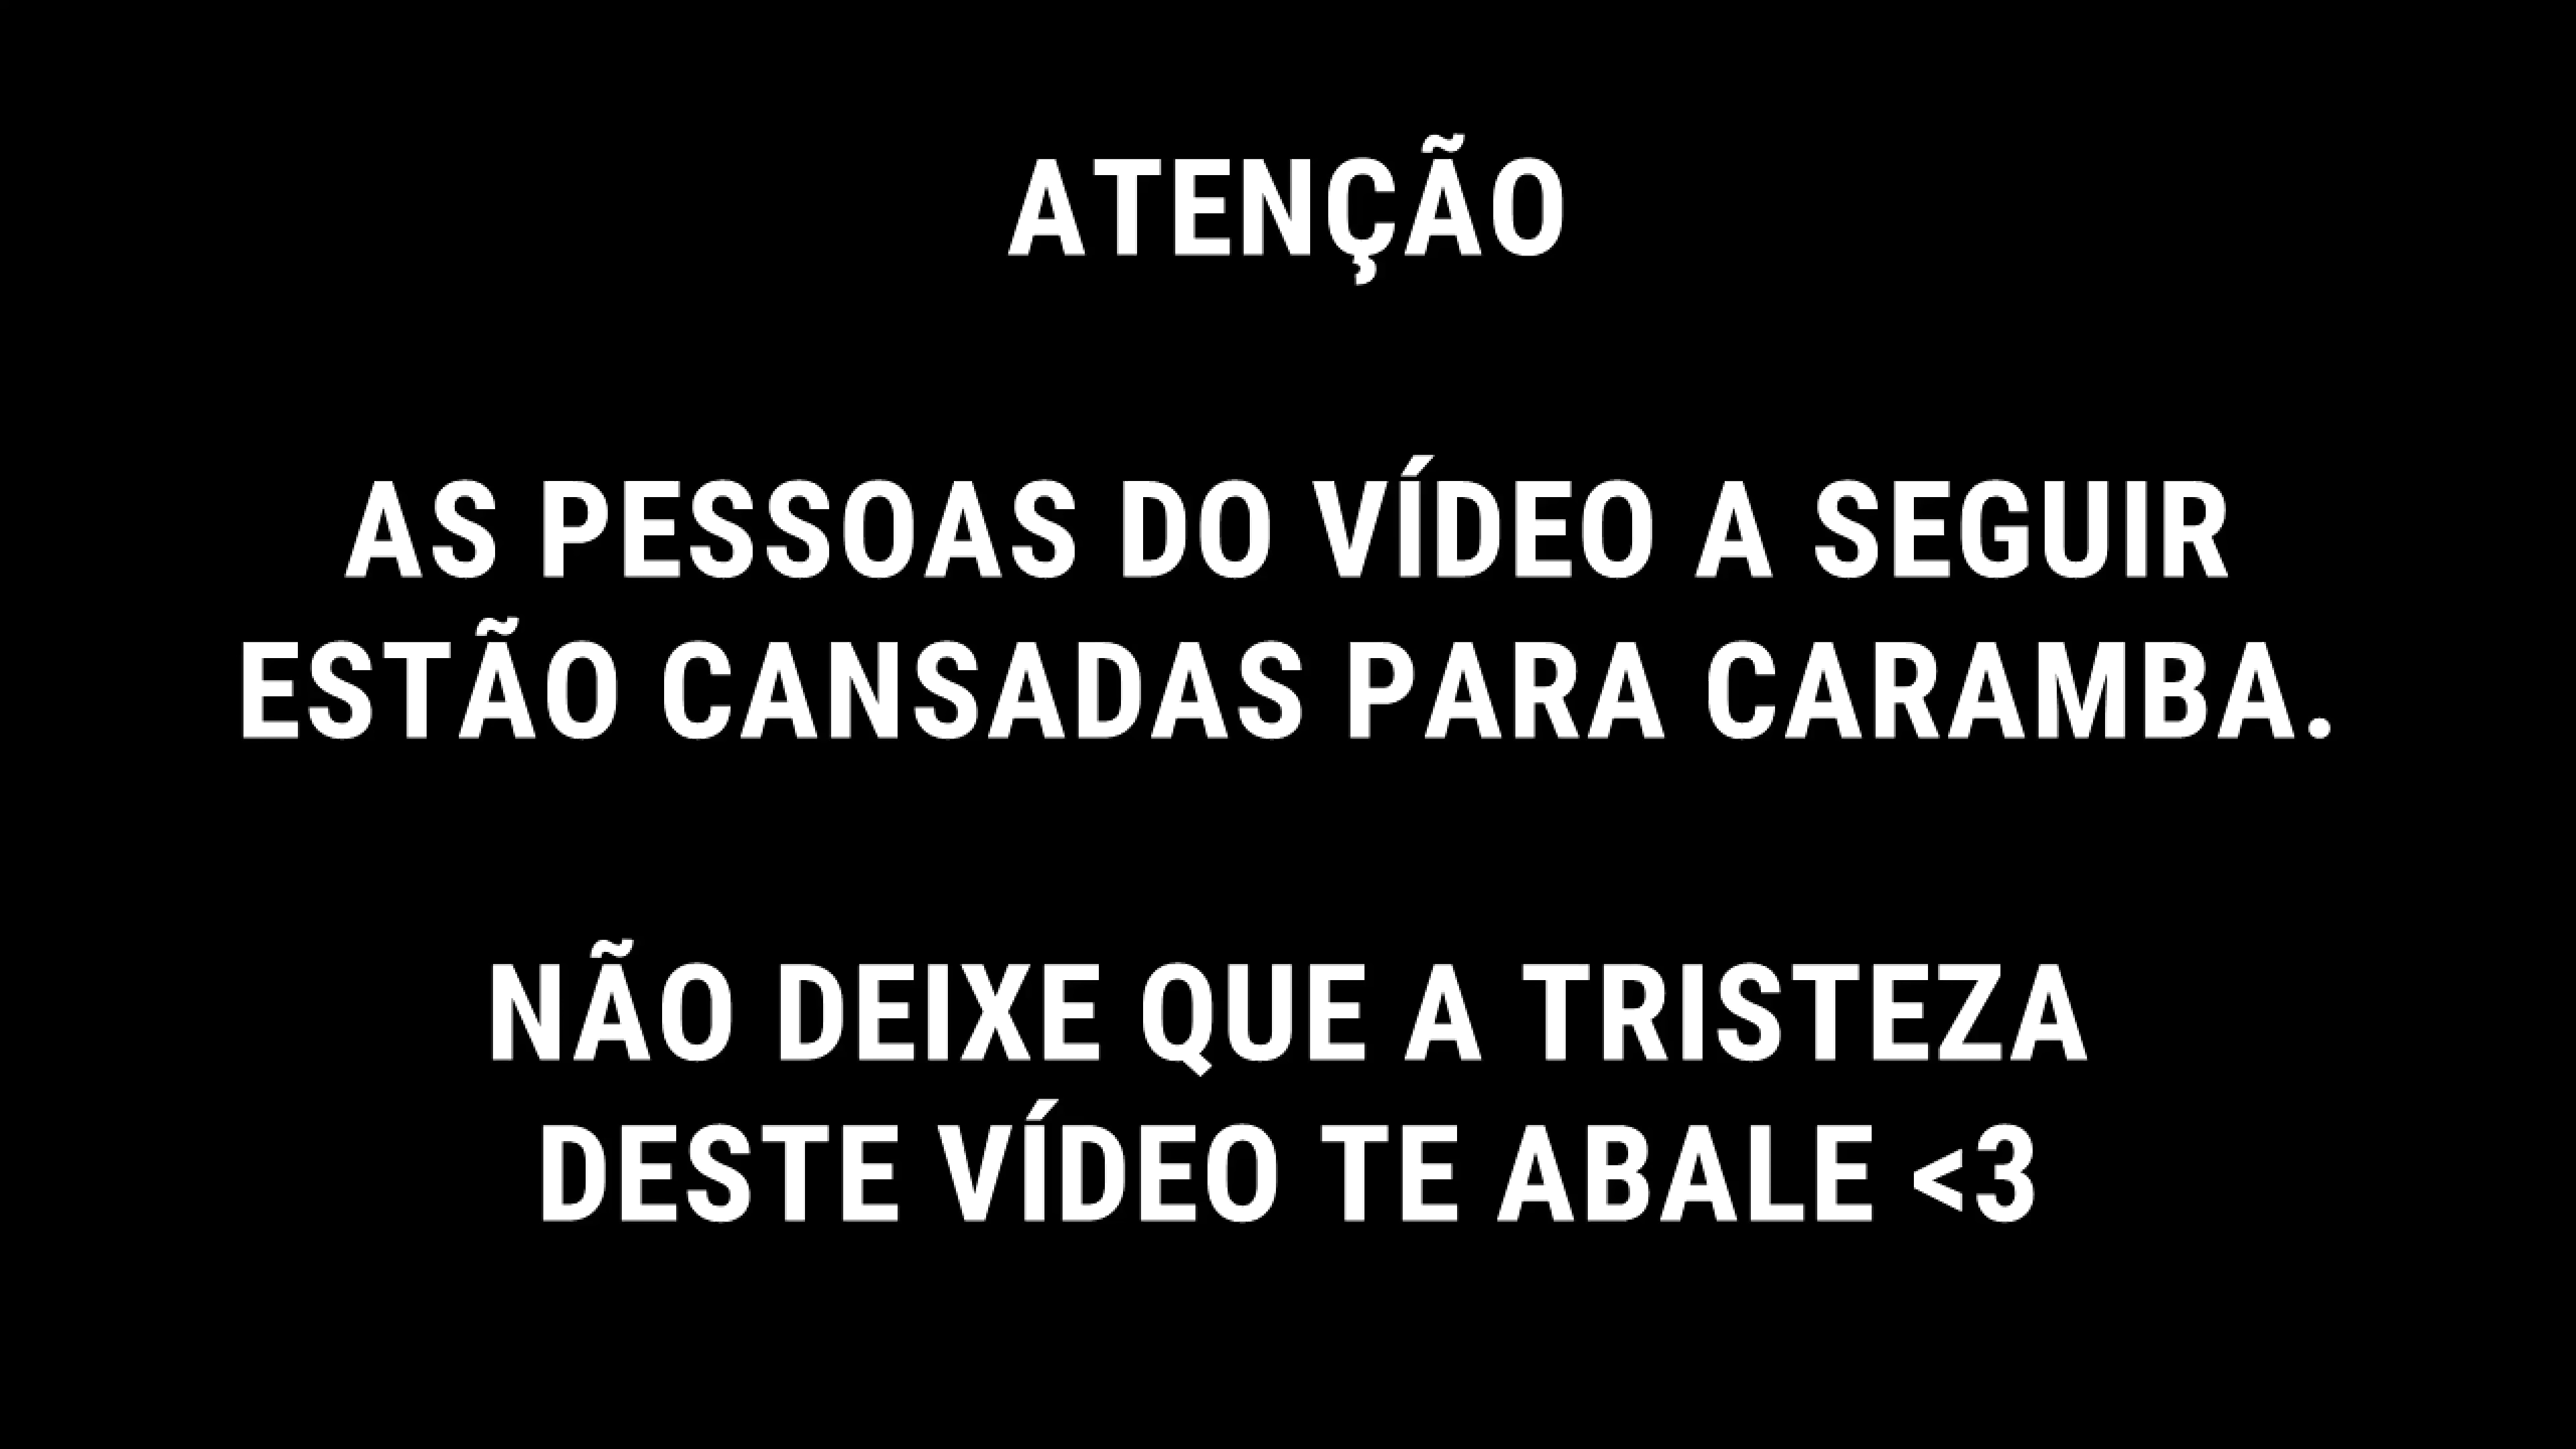 ATENÇÃO
AS PESSOAS DO VÍDEO A SEGUIR
ESTÃO CANSADAS PARA CARAMBA.
NÃO DEIXE QUE A TRISTEZA
DESTE VÍDEO TE ABALE <3